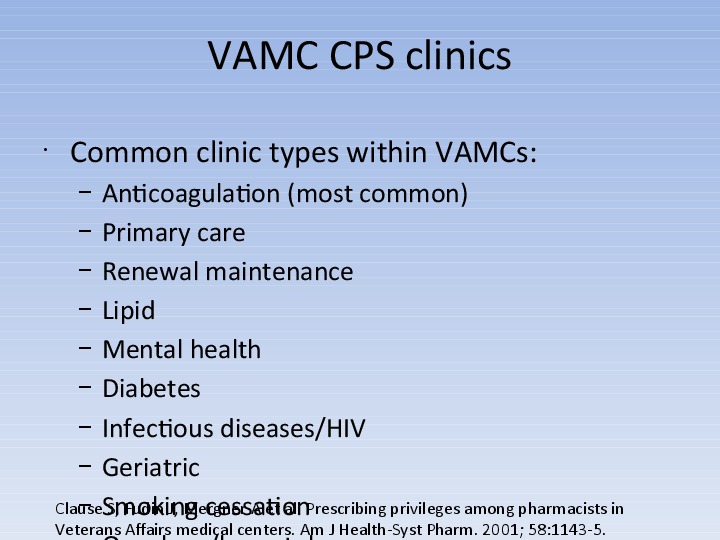 VAMC CPS clinics
• Common clinic types within VAMCs:
– Anticoagulation (most common)
– Primary care
– Renewal maintenance
– Lipid
– Mental health
– Diabetes
– Infectious diseases/HIV
– Geriatric
– Smoking cessation
Clause S, Fudin J, Mergner A et al. Prescribing privileges among pharmacists in
Veterans Affairs medical centers. Am J Health-Syst Pharm. 2001; 58:1143-5.